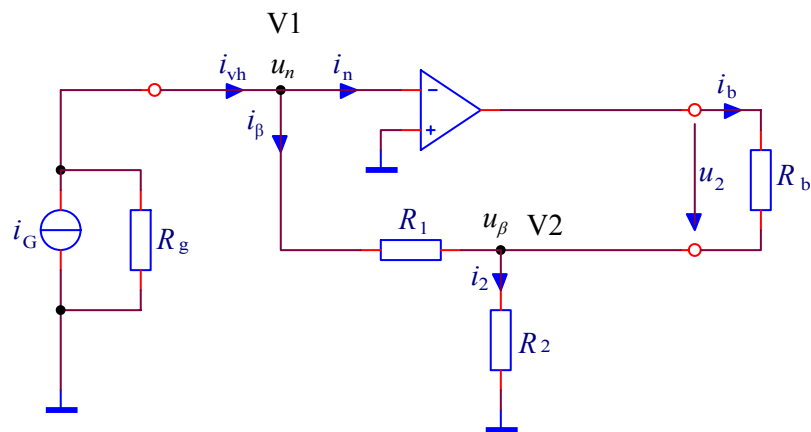 V1
i_vh u_n i_n i_b
− +
i_β
u_2 R_b
i_G R_g R_1 u_β V2
i_2
R_2